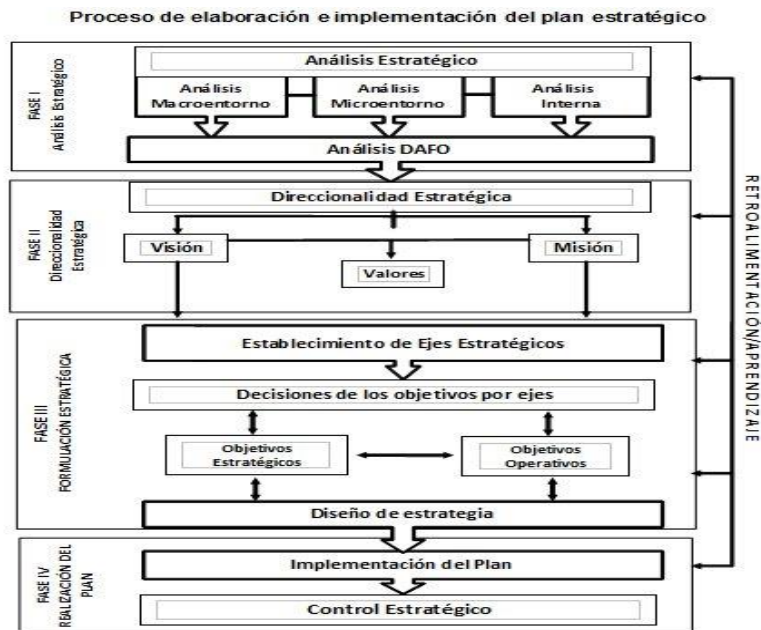 Proceso de elaboración e implementación del plan estratégico
FASE I
Análisis Estratégico
Análisis Estratégico
Análisis
Macroentorno
Análisis
Microentorno
Análisis
Interna
Análisis DAFO
FASE II
Direccionalidad
Estratégica
Direccionalidad Estratégica
Visión
Misión
Valores
FASE III
FORMULACIÓN ESTRATÉGICA
Establecimiento de Ejes Estratégicos
Decisiones de los objetivos por ejes
Objetivos
Estratégicos
Objetivos
Operativos
Diseño de estrategia
FASE IV
REALIZACIÓN DEL
PLAN
Implementación del Plan
Control Estratégico
RETROALIMENTACIÓN/APRENDIZAJE